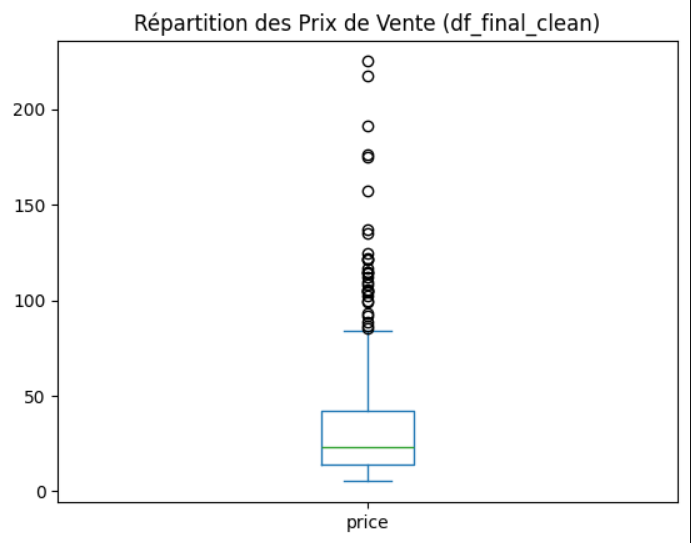 Répartition des Prix de Vente (df_final_clean)
200
150
100
50
0
price